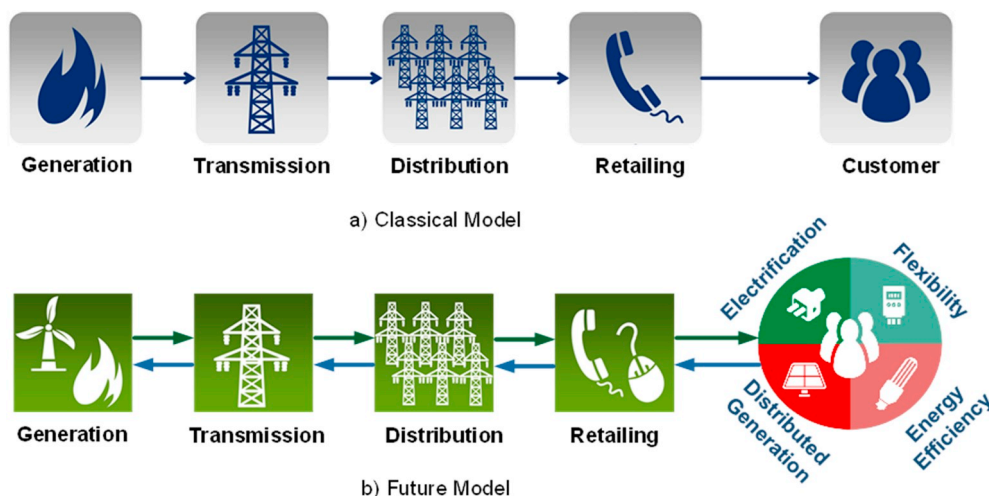 Generation
Transmission
Distribution
Retailing
Customer
a) Classical Model
Electrification
Flexibility
Distributed
Generation
Energy
Efficiency
Generation
Transmission
Distribution
Retailing
b) Future Model